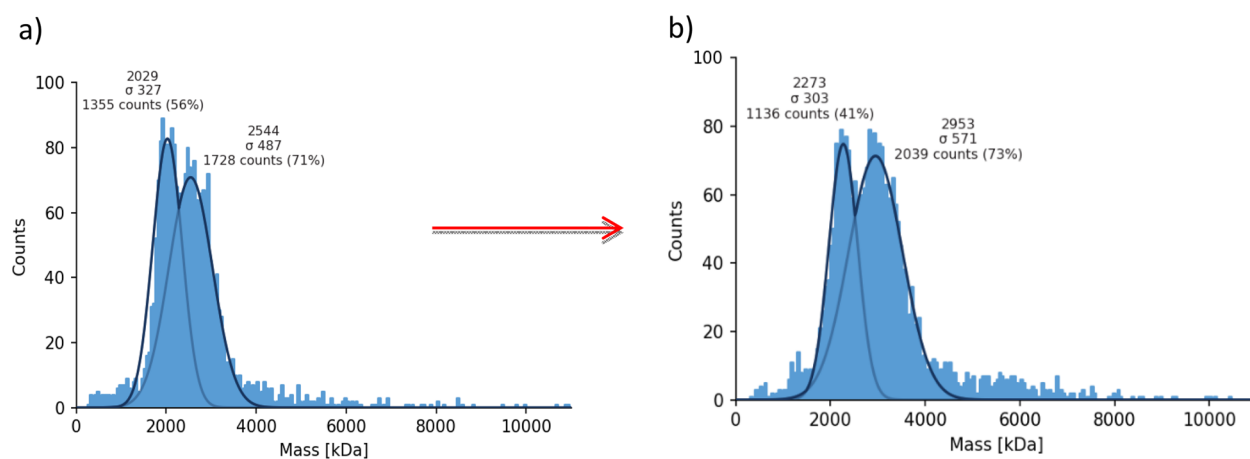 a)
2029
σ 327
1355 counts (56%)
2544
σ 487
1728 counts (71%)
100
80
60
40
20
0
Counts
0 2000 4000 6000 8000 10000
Mass [kDa]
b)
2273
σ 303
1136 counts (41%)
2953
σ 571
2039 counts (73%)
100
80
60
40
20
0
Counts
0 2000 4000 6000 8000 10000
Mass [kDa]